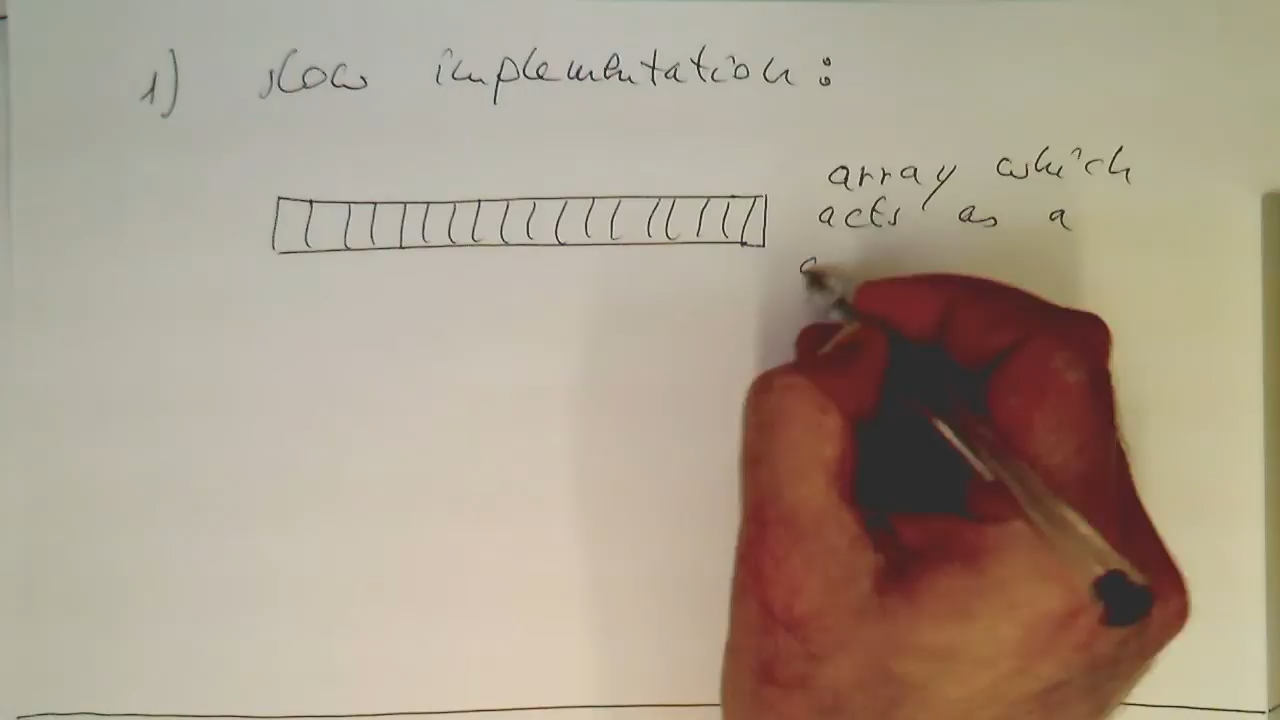 1) slow implementation:
array which
acts as a